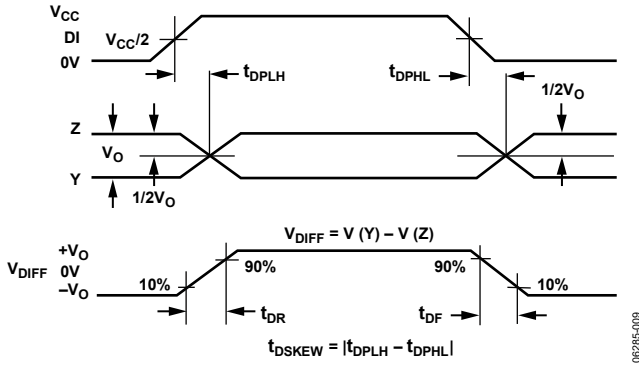 VCC
DI
VCC/2
0V
tDPLH
tDPHL
1/2VO
Z
VO
Y
1/2VO
VDIFF = V (Y) – V (Z)
+VO
VDIFF
0V
–VO
10%
90%
90%
10%
tDR
tDF
tDSKEW = |tDPLH – tDPHL|
06285-009